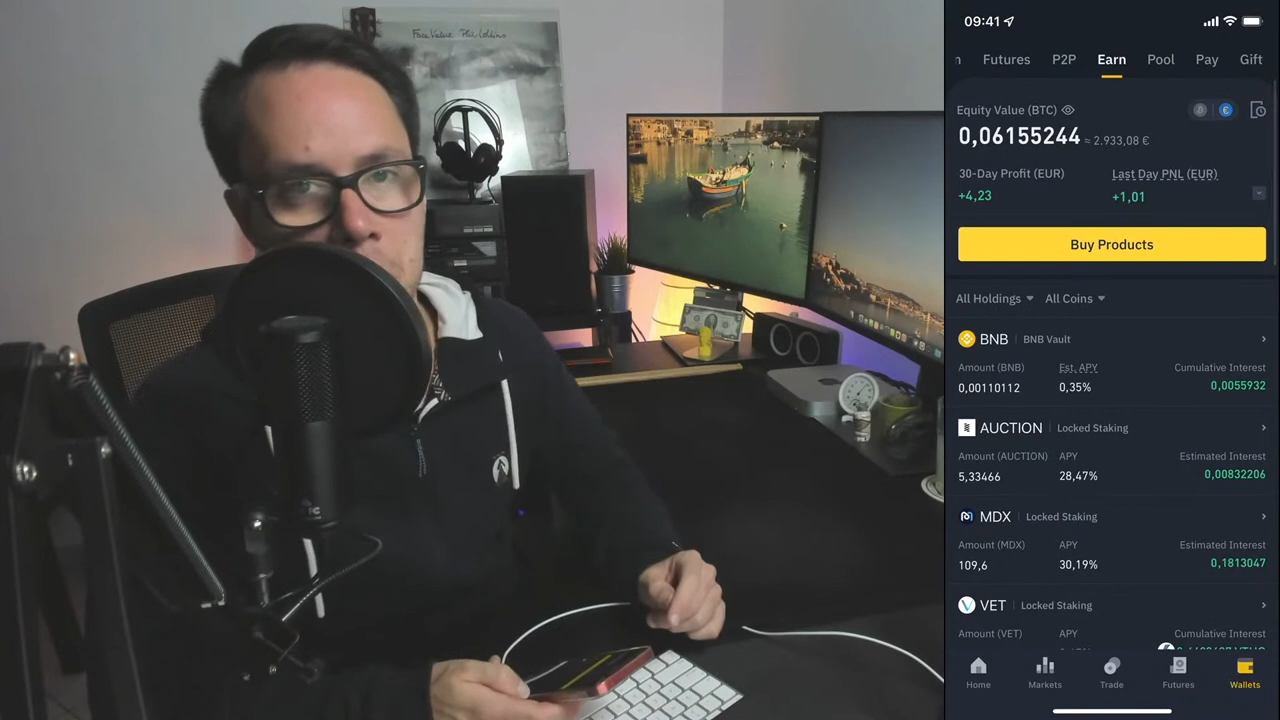 Face Value Phil Collins
09:41
Futures P2P Earn Pool Pay Gift
Equity Value (BTC)
0,06155244 ≈ 2.933,08 €
30-Day Profit (EUR) Last Day PNL (EUR)
+4,23 +1,01
Buy Products
All Holdings All Coins
BNB BNB Vault
Amount (BNB) Est. APY Cumulative Interest
0,00110112 0,35% 0,0055932
AUCTION Locked Staking
Amount (AUCTION) APY Estimated Interest
5,33466 28,47% 0,00832206
MDX Locked Staking
Amount (MDX) APY Estimated Interest
109,6 30,19% 0,1813047
VET Locked Staking
Amount (VET) APY Cumulative Interest
Home Markets Trade Futures Wallets